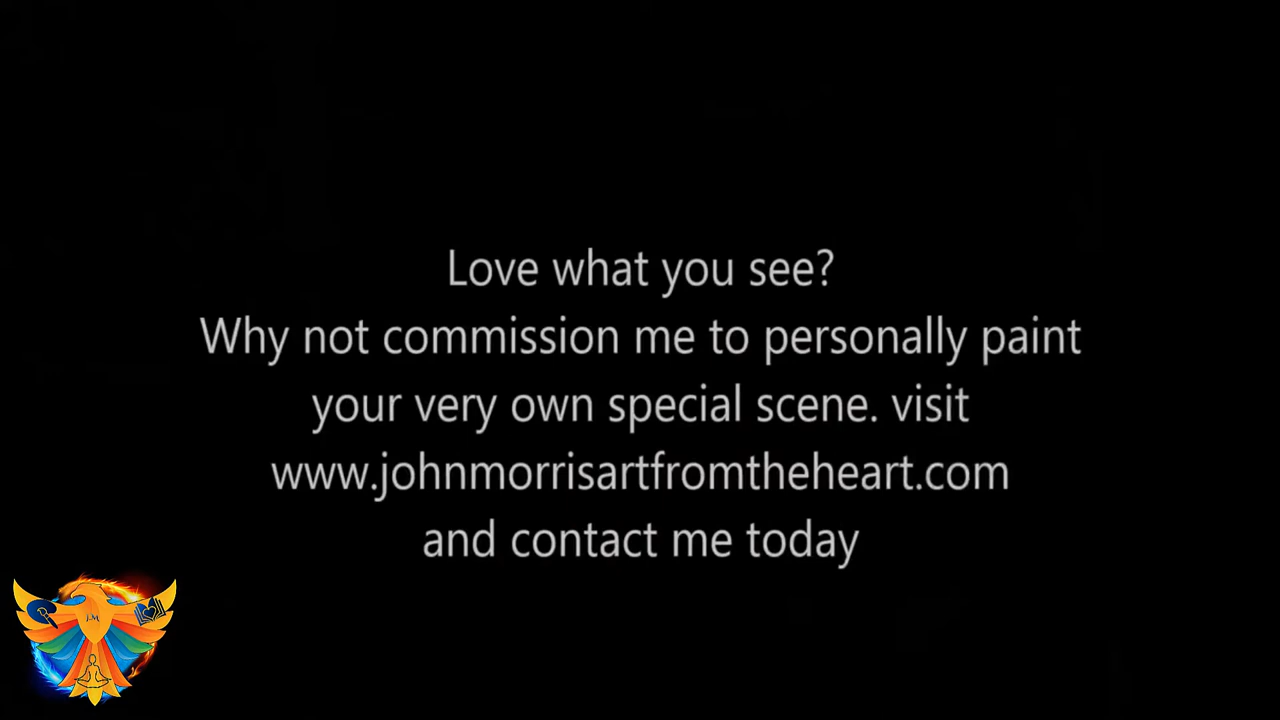 Love what you see?
Why not commission me to personally paint
your very own special scene. visit
www.johnmorrisartfromtheheart.com
and contact me today